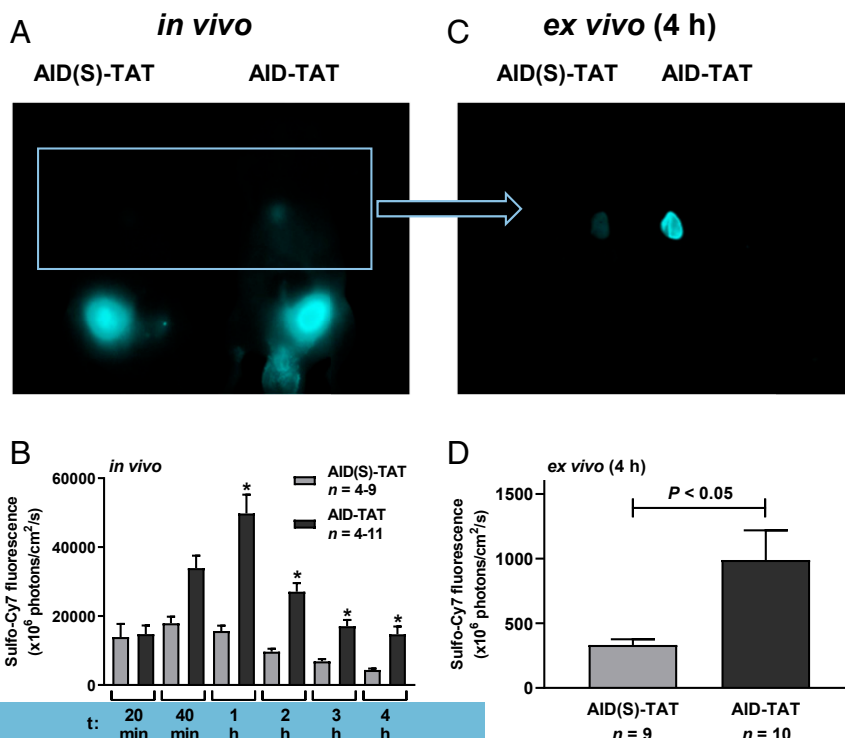 A
in vivo
AID(S)-TAT AID-TAT
C
ex vivo (4 h)
AID(S)-TAT AID-TAT
B
in vivo
Sulfo-Cy7 fluorescence
(x10⁶ photons/cm²/s)
60000
40000
20000
0
AID(S)-TAT
n = 4-9
AID-TAT
n = 4-11
*
*
*
*
t: 20 40 1 2 3 4
min min h h h h
D
ex vivo (4 h)
Sulfo-Cy7 fluorescence
(x10⁶ photons/cm²/s)
1500
1000
500
0
P < 0.05
AID(S)-TAT AID-TAT
n = 9 n = 10